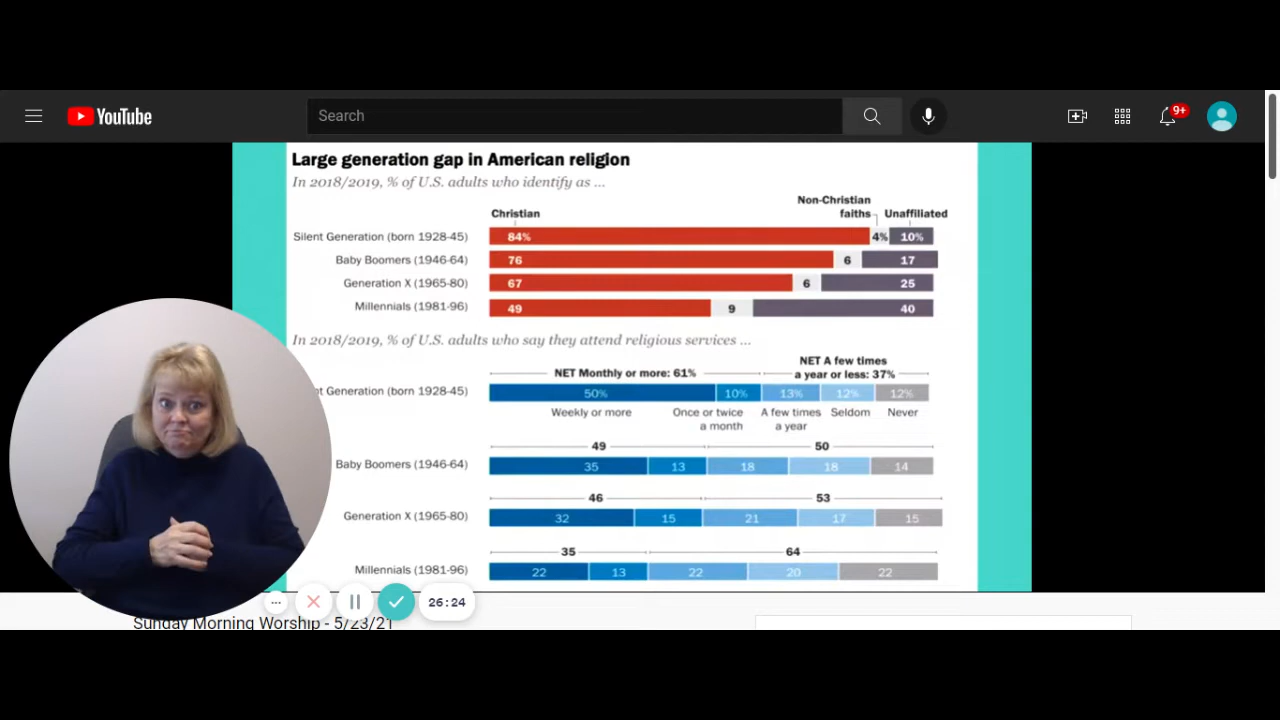 YouTube
Search
9+
Large generation gap in American religion
In 2018/2019, % of U.S. adults who identify as ...
Non-Christian
Christian faiths Unaffiliated
Silent Generation (born 1928-45) 84% 4% 10%
Baby Boomers (1946-64) 76 6 17
Generation X (1965-80) 67 6 25
Millennials (1981-96) 49 9 40
In 2018/2019, % of U.S. adults who say they attend religious services ...
NET A few times
NET Monthly or more: 61% a year or less: 37%
Generation (born 1928-45) 50% 10% 13% 12% 12%
Weekly or more Once or twice A few times Seldom Never
a month a year
49 50
Baby Boomers (1946-64) 35 13 18 18 14
46 53
Generation X (1965-80) 32 15 21 17 15
35 64
Millennials (1981-96) 22 13 22 20 22
26:24
Sunday Morning Worship - 5/23/21